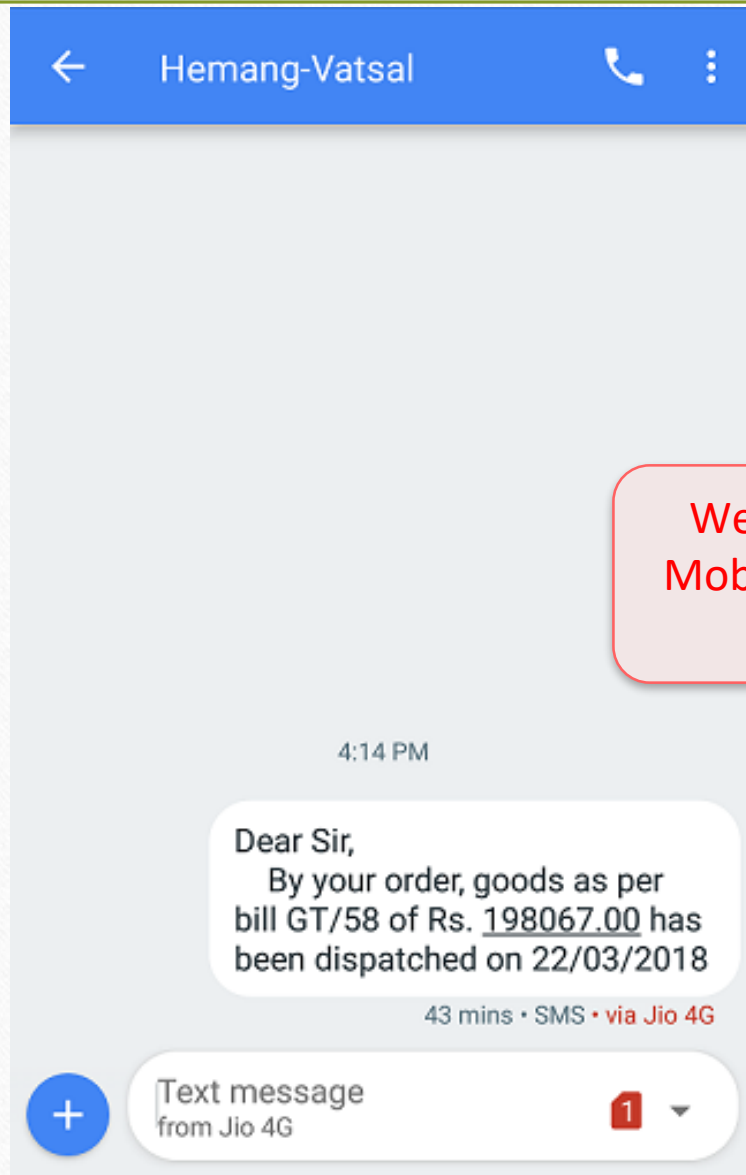 Hemang-Vatsal
We
Mob
4:14 PM
Dear Sir,
By your order, goods as per
bill GT/58 of Rs. 198067.00 has
been dispatched on 22/03/2018
43 mins • SMS • via Jio 4G
Text message
from Jio 4G
1